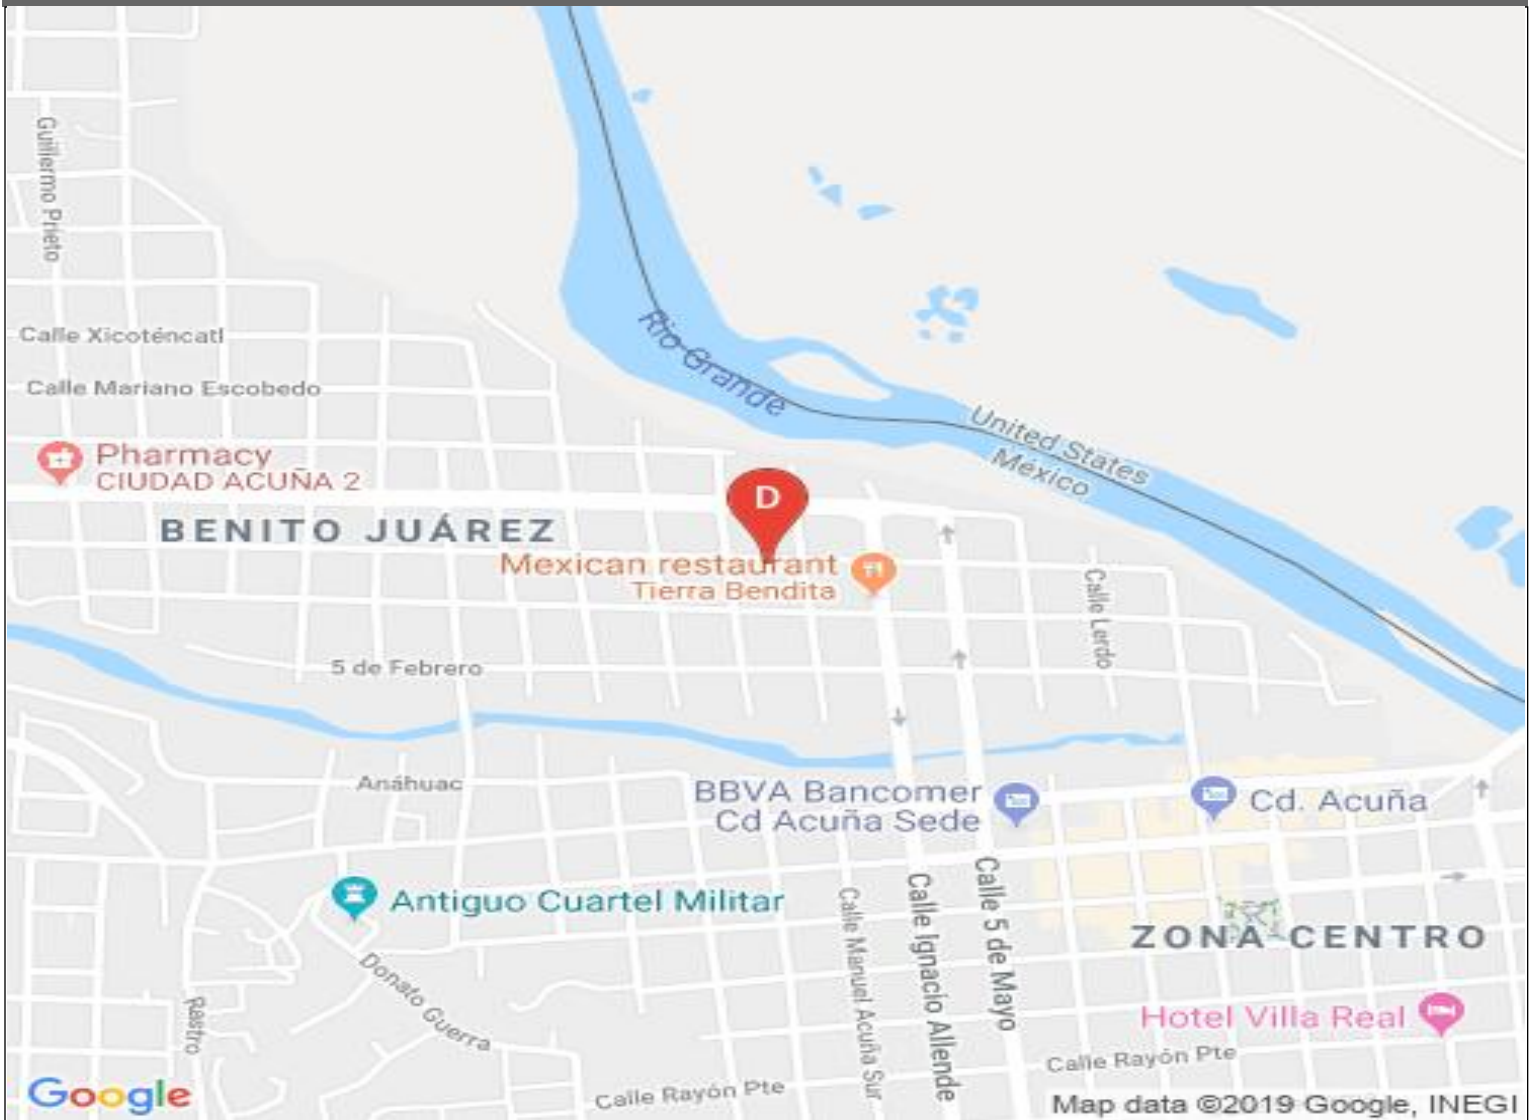 Guillermo Prieto
Calle Xicoténcatl
Rio Grande
Calle Mariano Escobedo
United States
México
Pharmacy
CIUDAD ACUÑA 2
D
BENITO JUÁREZ
Mexican restaurant
Tierra Bendita
Calle Lerdo
5 de Febrero
Anáhuac
BBVA Bancomer
Cd Acuña Sede
Cd. Acuña
Antiguo Cuartel Militar
Calle Manuel Acuña Sur
Calle Ignacio Allende
Calle 5 de Mayo
ZONA CENTRO
Donato Guerra
Rastro
Hotel Villa Real
Calle Rayón Pte
Calle Rayón Pte
Google
Map data ©2019 Google, INEGI